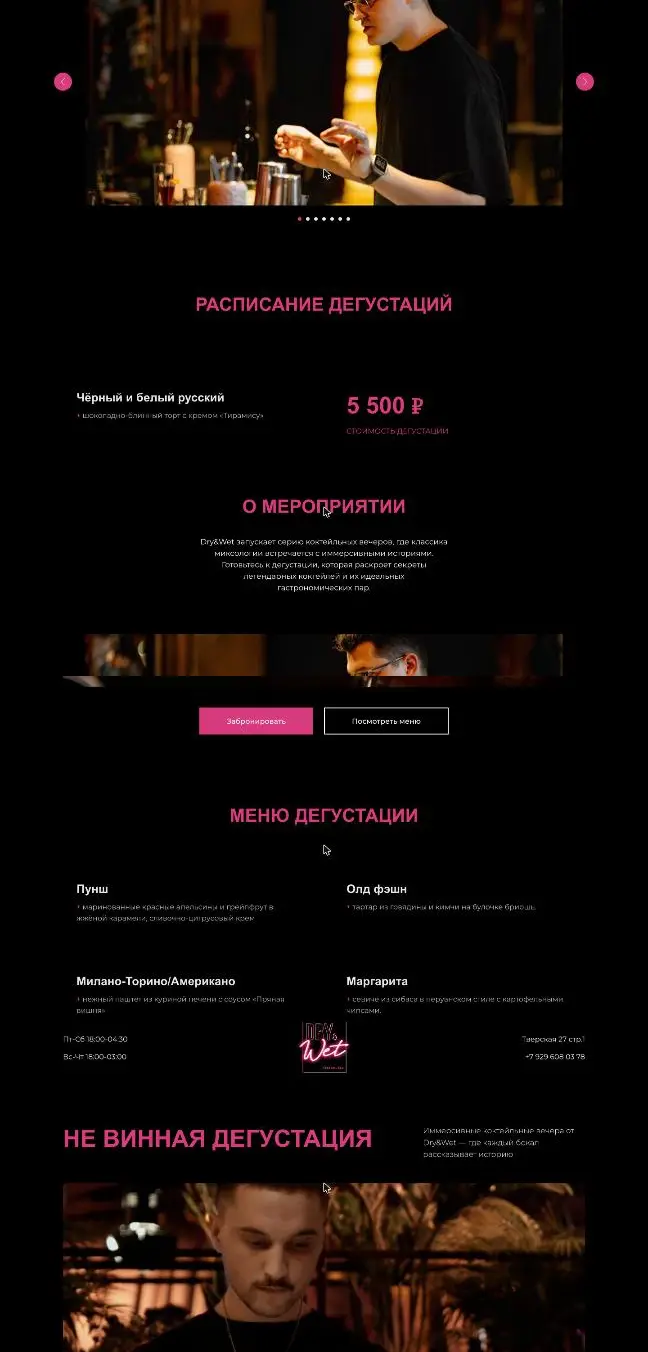 РАСПИСАНИЕ ДЕГУСТАЦИЙ
Чёрный и белый русский
+ шоколадно-блинный торт с кремом «Тирамису»
5 500 ₽
СТОИМОСТЬ ДЕГУСТАЦИИ
О МЕРОПРИЯТИИ
Dry&Wet запускает серию коктейльных вечеров, где классика
миксологии встречается с иммерсивными историями.
Готовьтесь к дегустации, которая раскроет секреты
легендарных коктейлей и их идеальных
гастрономических пар.
Забронировать
Посмотреть меню
МЕНЮ ДЕГУСТАЦИИ
Пунш
+ маринованные красные апельсины и грейпфрут в
жжёной карамели, сливочно-цитрусовый крем
Олд фэшн
+ тартар из говядины и кимчи на булочке бриошь
Милано-Торино/Американо
+ нежный паштет из куриной печени с соусом «Пряная
вишня»
Маргарита
+ севиче из сибаса в перуанском стиле с картофельными
чипсами.
Пт-Сб 18:00-04:30
Вс-Чт 18:00-03:00
DRY&
Wet
Тверская 27 стр.1
+7 929 608 03 78
НЕ ВИННАЯ ДЕГУСТАЦИЯ
Иммерсивные коктейльные вечера от
Dry&Wet — где каждый бокал
рассказывает историю